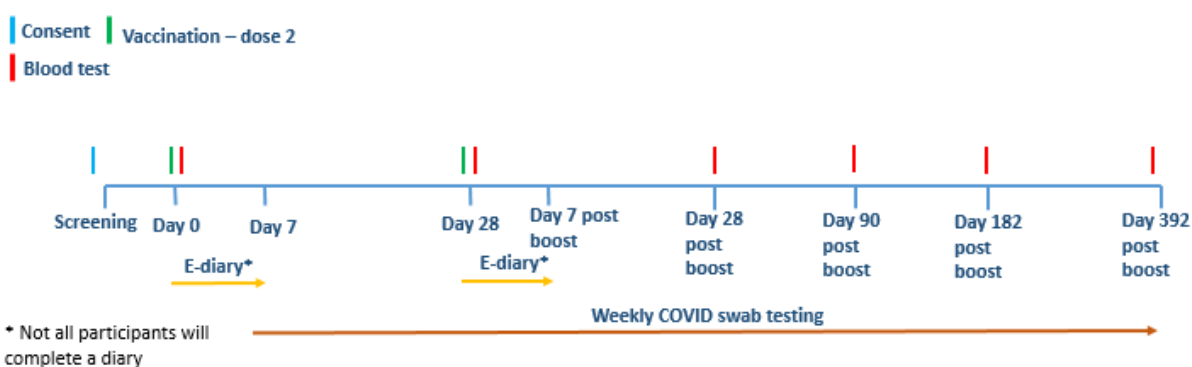 Consent Vaccination – dose 2
Blood test
Screening Day 0 Day 7 Day 28 Day 7 post boost Day 28 post boost Day 90 post boost Day 182 post boost Day 392 post boost
E-diary* E-diary*
Weekly COVID swab testing
* Not all participants will
complete a diary